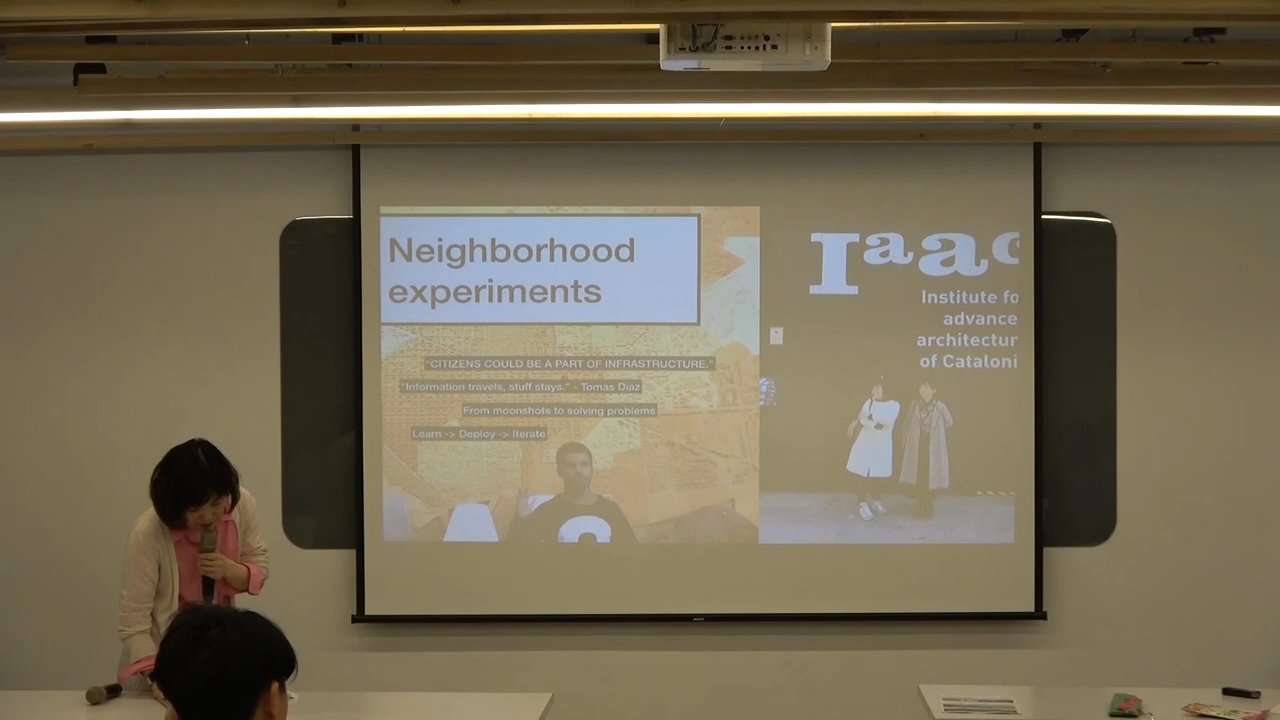 Neighborhood
experiments
"CITIZENS COULD BE A PART OF INFRASTRUCTURE."
"Information travels, stuff stays." - Tomas Diaz
From moonshots to solving problems
Learn -> Deploy -> Iterate
Iaac
Institute fo
advance
architectur
of Cataloni